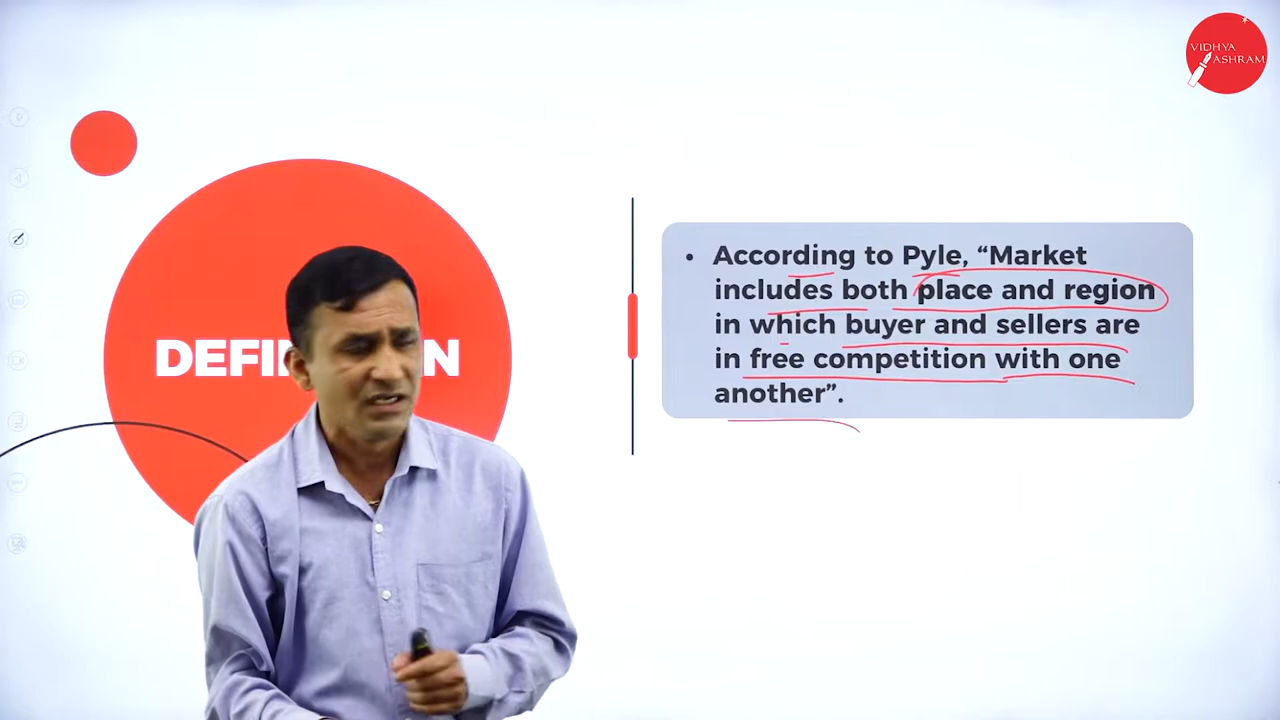 VIDHYA
ASHRAM
• According to Pyle, “Market
includes both place and region
in which buyer and sellers are
in free competition with one
another”.